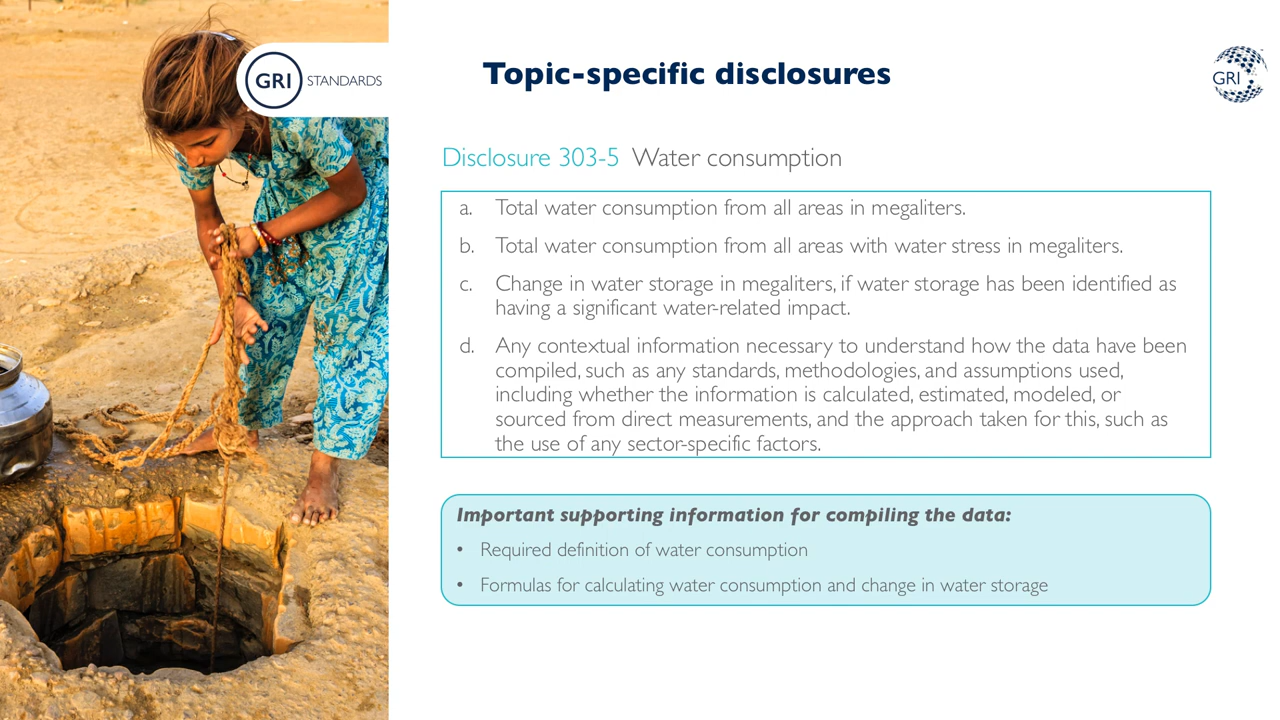 GRI STANDARDS
Topic-specific disclosures
GRI
Disclosure 303-5 Water consumption
a. Total water consumption from all areas in megaliters.
b. Total water consumption from all areas with water stress in megaliters.
c. Change in water storage in megaliters, if water storage has been identified as
having a significant water-related impact.
d. Any contextual information necessary to understand how the data have been
compiled, such as any standards, methodologies, and assumptions used,
including whether the information is calculated, estimated, modeled, or
sourced from direct measurements, and the approach taken for this, such as
the use of any sector-specific factors.
Important supporting information for compiling the data:
• Required definition of water consumption
• Formulas for calculating water consumption and change in water storage